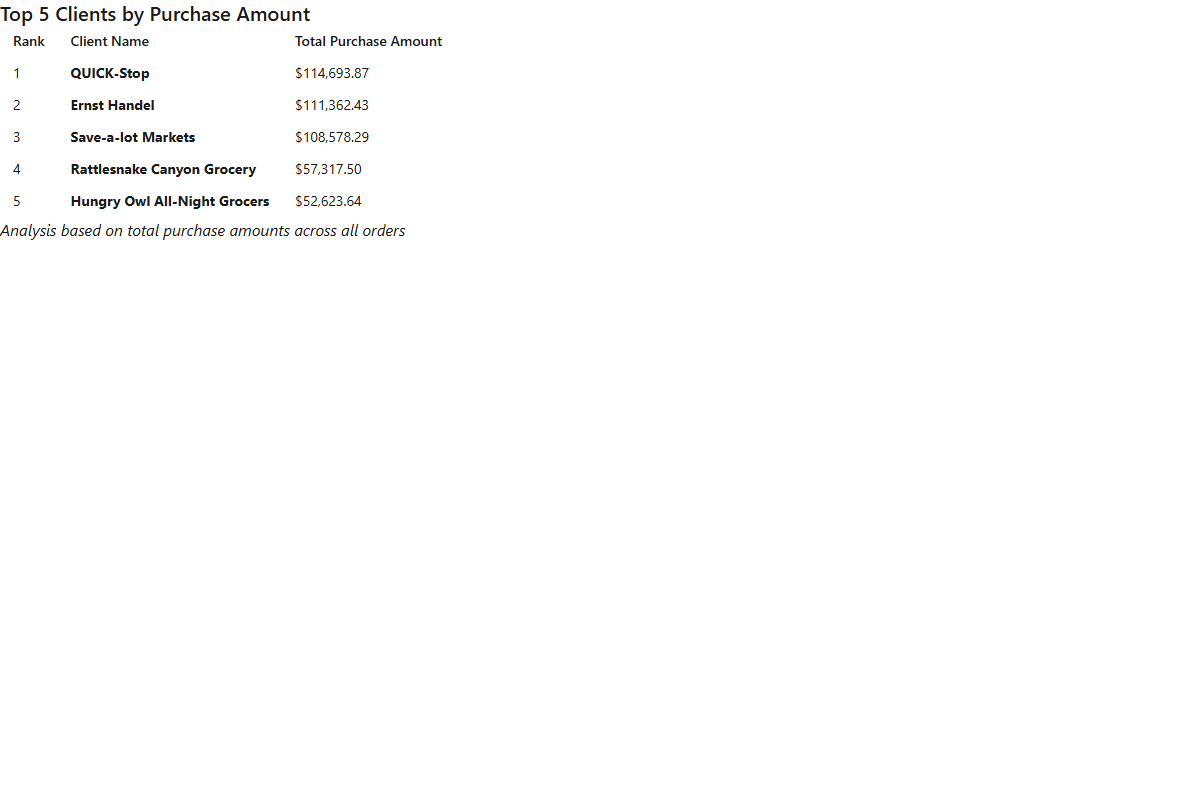 Top 5 Clients by Purchase Amount
Rank Client Name Total Purchase Amount
1 QUICK-Stop $114,693.87
2 Ernst Handel $111,362.43
3 Save-a-lot Markets $108,578.29
4 Rattlesnake Canyon Grocery $57,317.50
5 Hungry Owl All-Night Grocers $52,623.64
Analysis based on total purchase amounts across all orders